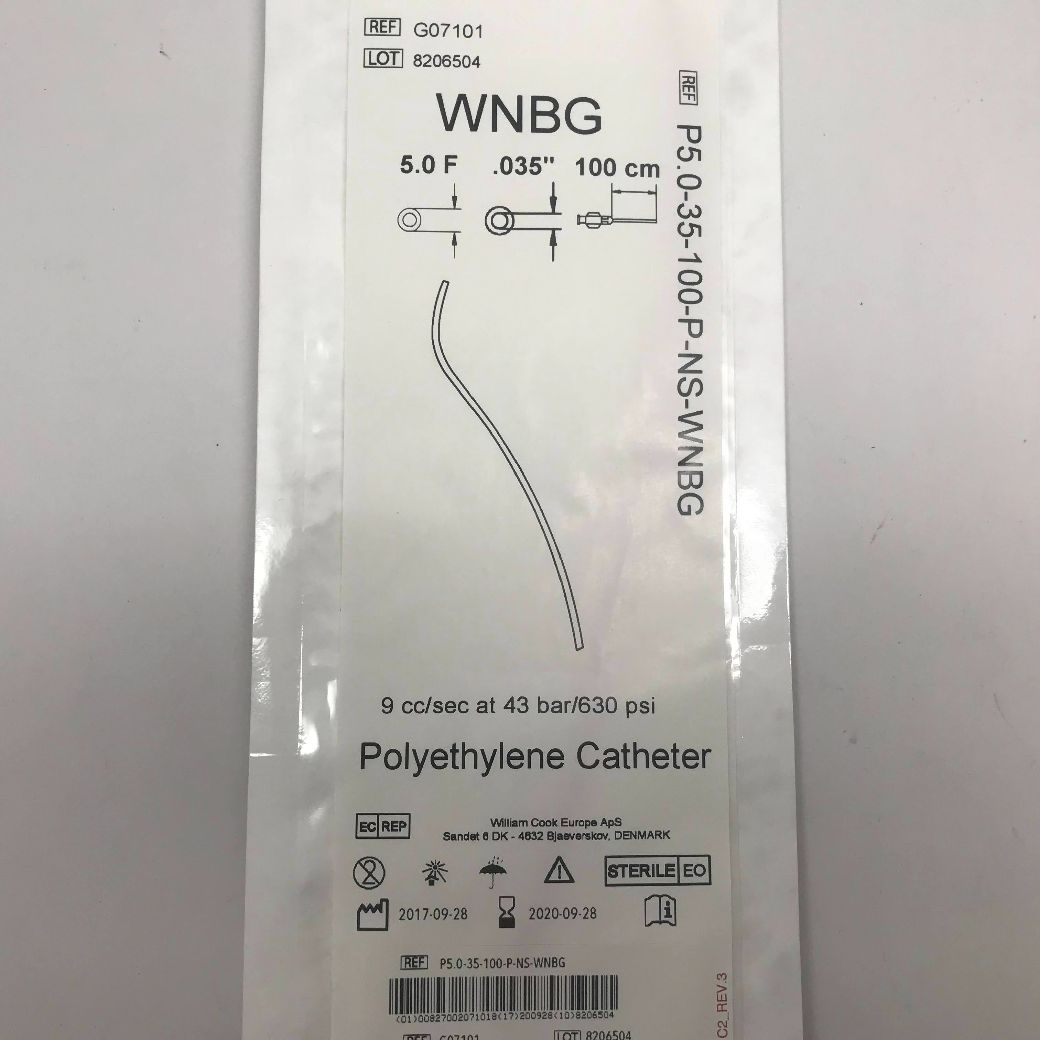 REF G07101
LOT 8206504
WNBG
5.0 F .035" 100 cm
REF P5.0-35-100-P-NS-WNBG
9 cc/sec at 43 bar/630 psi
Polyethylene Catheter
EC REP
William Cook Europe ApS
Sandet 6 DK - 4632 Bjaeverskov, DENMARK
2
STERILE EO
2017-09-28 2020-09-28
REF P5.0-35-100-P-NS-WNBG
(01)00827002071018(17)200928(10)8206504
REF G07101 LOT 8206504
C2_REV.3